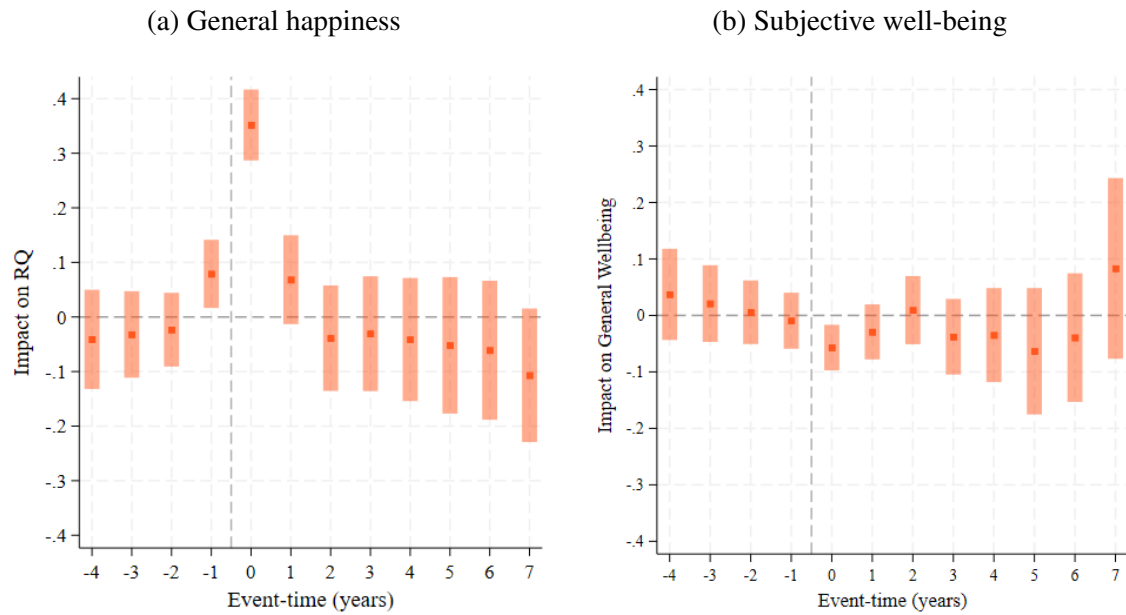 (a) General happiness
Impact on RQ
.4
.3
.2
.1
0
-.1
-.2
-.3
-.4
-4 -3 -2 -1 0 1 2 3 4 5 6 7
Event-time (years)
(b) Subjective well-being
Impact on General Wellbeing
.4
.3
.2
.1
0
-.1
-.2
-.3
-.4
-4 -3 -2 -1 0 1 2 3 4 5 6 7
Event-time (years)